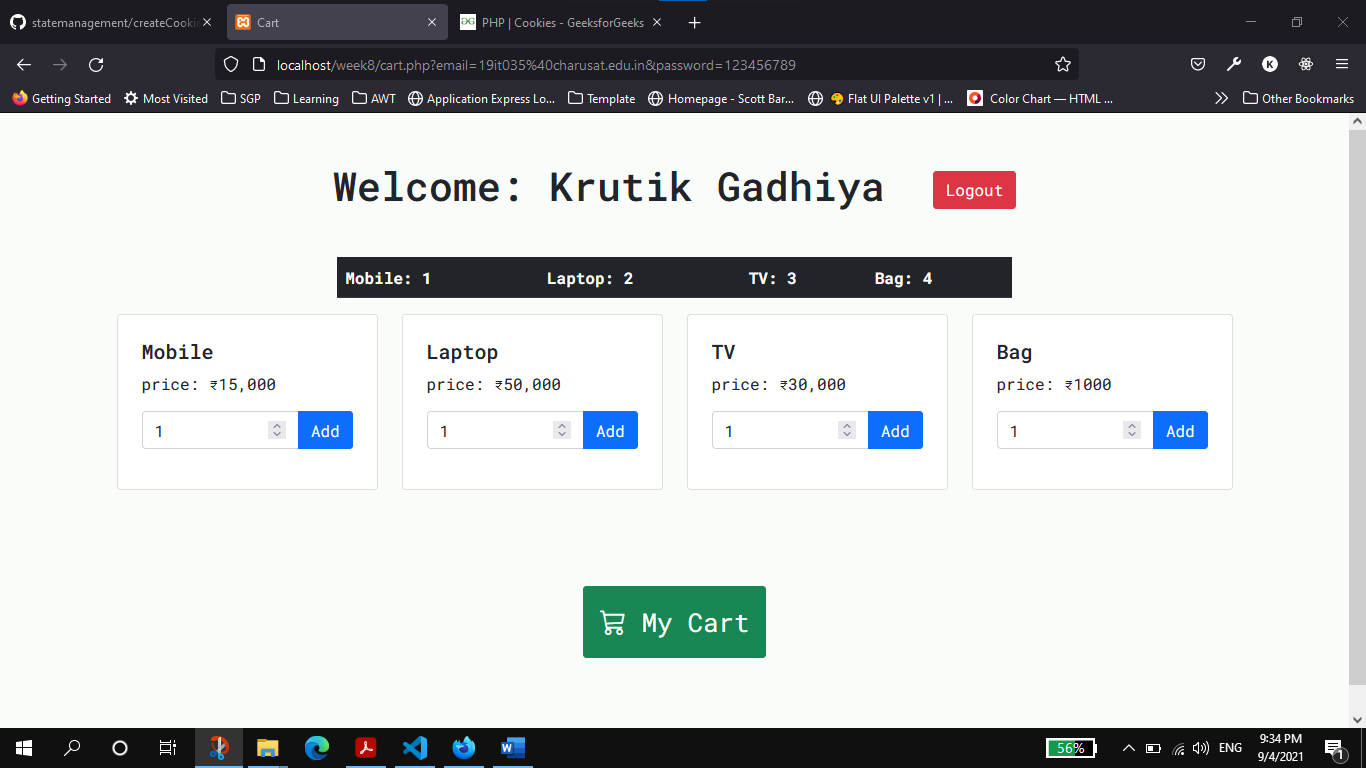 statemanagement/createCookie
Cart
PHP | Cookies - GeeksforGeeks
localhost/week8/cart.php?email=19it035%40charusat.edu.in&password=123456789
K
Getting Started
Most Visited
SGP
Learning
AWT
Application Express Lo...
Template
Homepage - Scott Bar...
Flat UI Palette v1 | ...
Color Chart — HTML ...
Other Bookmarks
Welcome: Krutik Gadhiya
Logout
Mobile: 1
Laptop: 2
TV: 3
Bag: 4
Mobile
price: ₹15,000
1
Add
Laptop
price: ₹50,000
1
Add
TV
price: ₹30,000
1
Add
Bag
price: ₹1000
1
Add
My Cart
56%
ENG
9:34 PM
9/4/2021
1